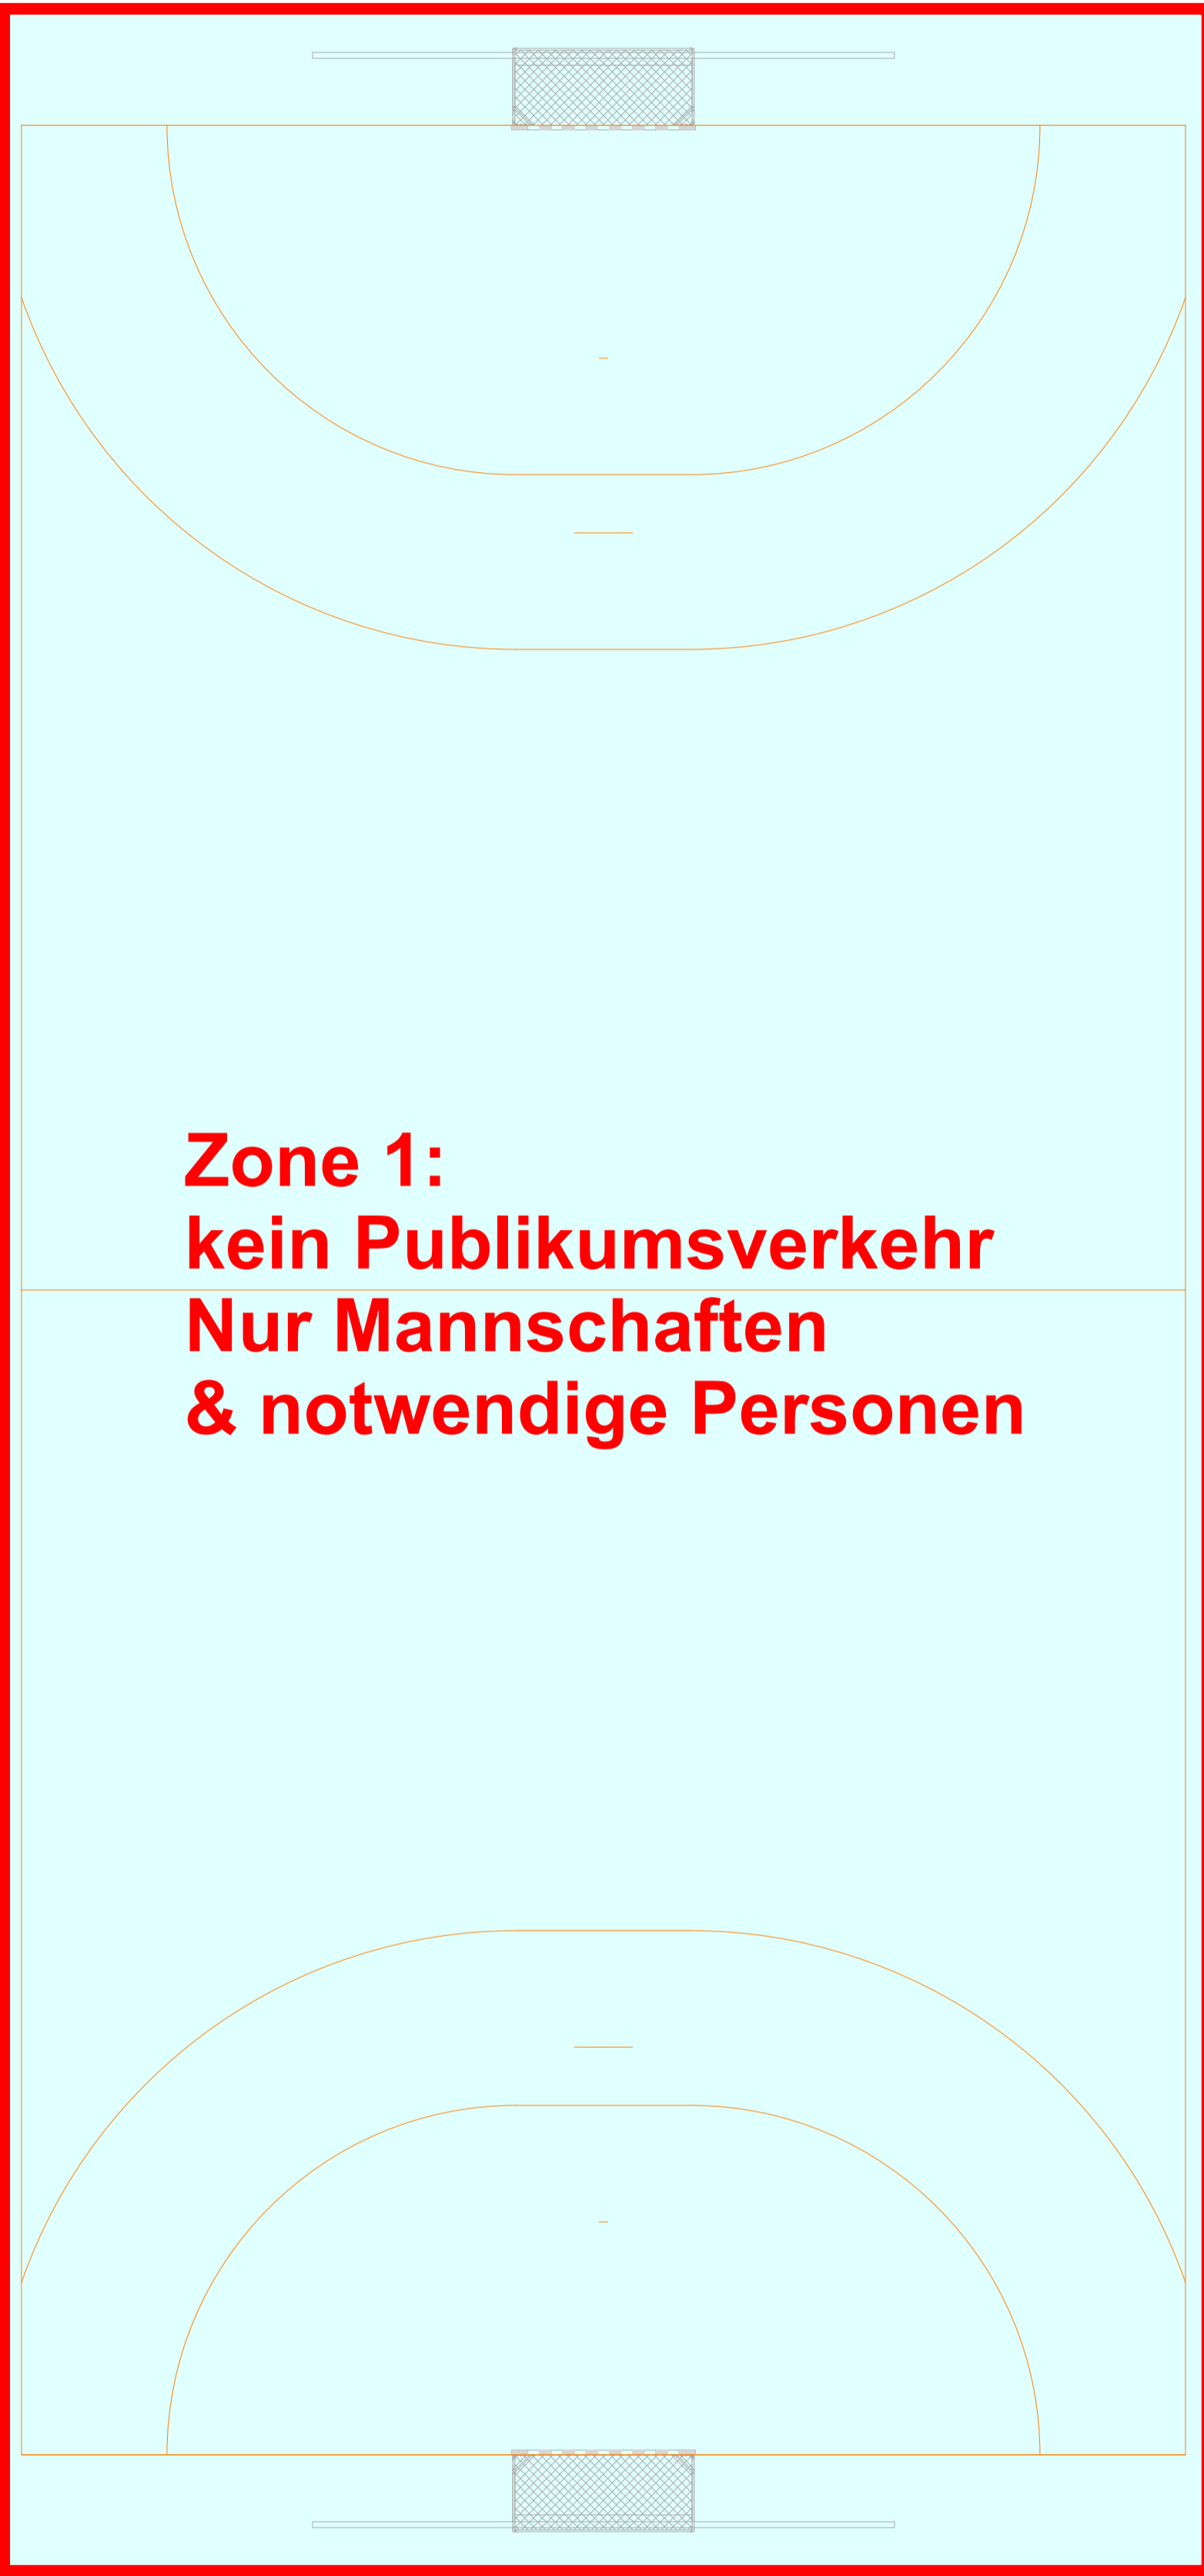 Zone 1:
kein Publikumsverkehr
Nur Mannschaften
& notwendige Personen